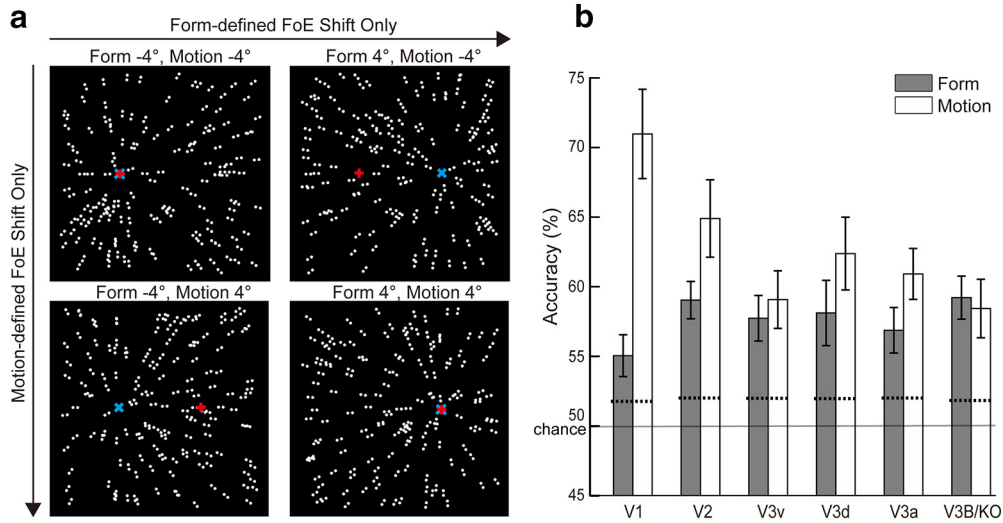 a
Form-defined FoE Shift Only
Motion-defined FoE Shift Only
Form -4°, Motion -4°
Form 4°, Motion -4°
Form -4°, Motion 4°
Form 4°, Motion 4°
b
Form
Motion
Accuracy (%)
75
70
65
60
55
50
chance
45
V1 V2 V3v V3d V3a V3B/KO